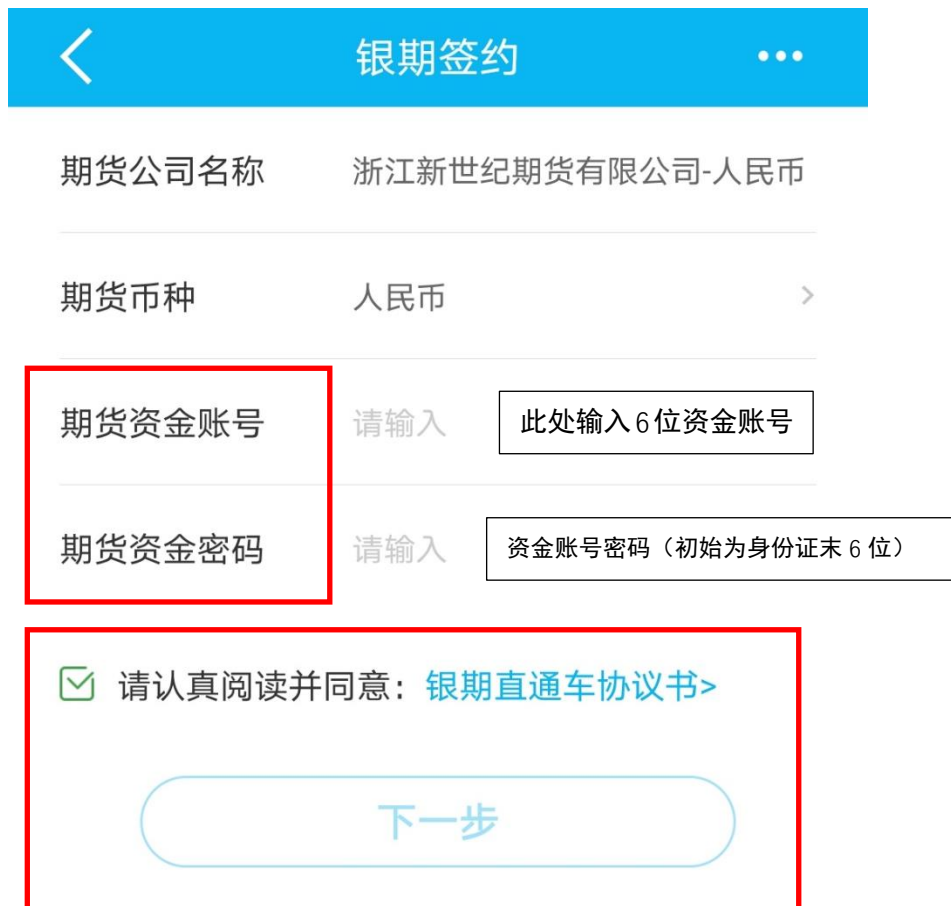 银期签约
期货公司名称 浙江新世纪期货有限公司-人民币
期货币种 人民币
期货资金账号 请输入 此处输入6位资金账号
期货资金密码 请输入 资金账号密码（初始为身份证末 6 位）
请认真阅读并同意：银期直通车协议书>
下一步